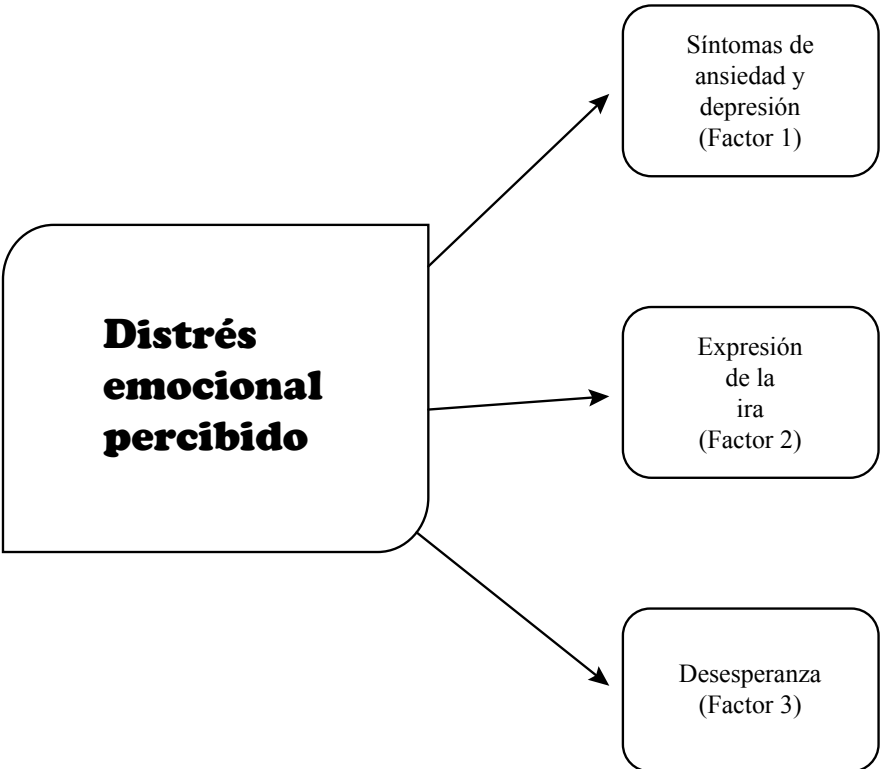 Síntomas de
ansiedad y
depresión
(Factor 1)
Distrés
emocional
percibido
Expresión
de la
ira
(Factor 2)
Desesperanza
(Factor 3)